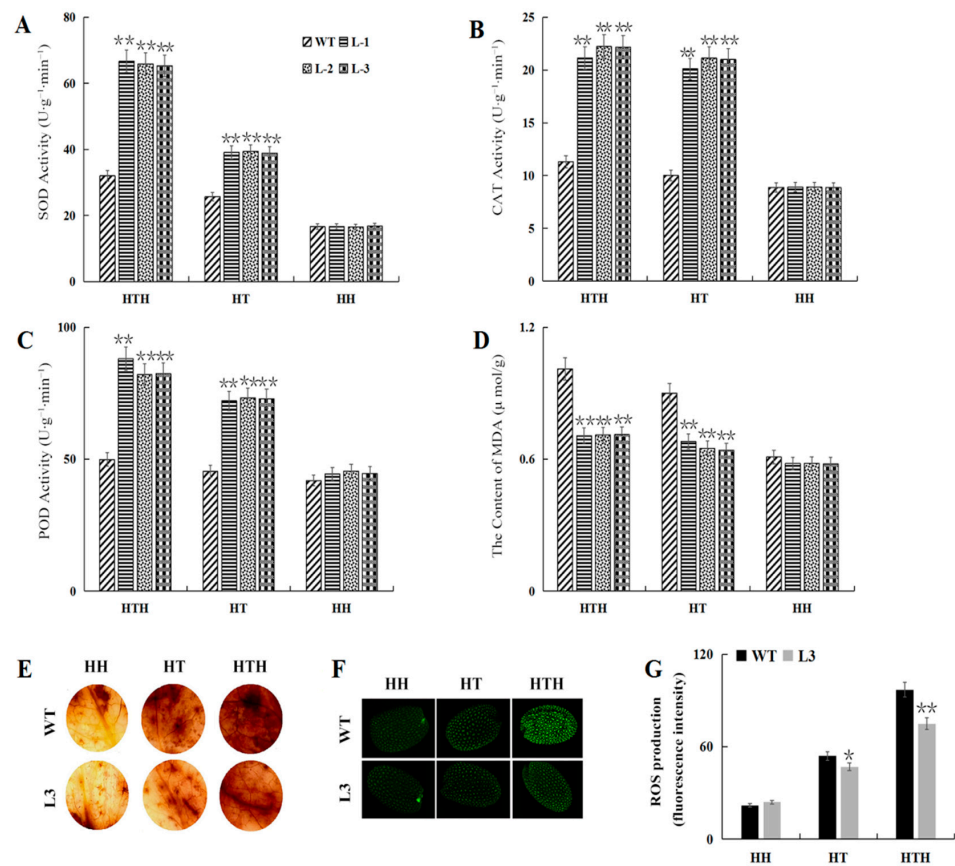 A
SOD Activity (U·g⁻¹·min⁻¹)
80
60
40
20
0
WT L-1
L-2 L-3
** ** **
** ** **
HTH HT HH
B
CAT Activity (U·g⁻¹·min⁻¹)
25
20
15
10
5
0
** ** **
** ** **
HTH HT HH
C
POD Activity (U·g⁻¹·min⁻¹)
100
50
0
** ** **
** ** **
HTH HT HH
D
The Content of MDA (μ mol/g)
1.2
0.6
0
** ** **
** ** **
HTH HT HH
E
HH HT HTH
WT
L3
F
HH HT HTH
WT
L3
G
ROS production
(fluorescence intensity)
120
60
0
WT L3
*
**
HH HT HTH